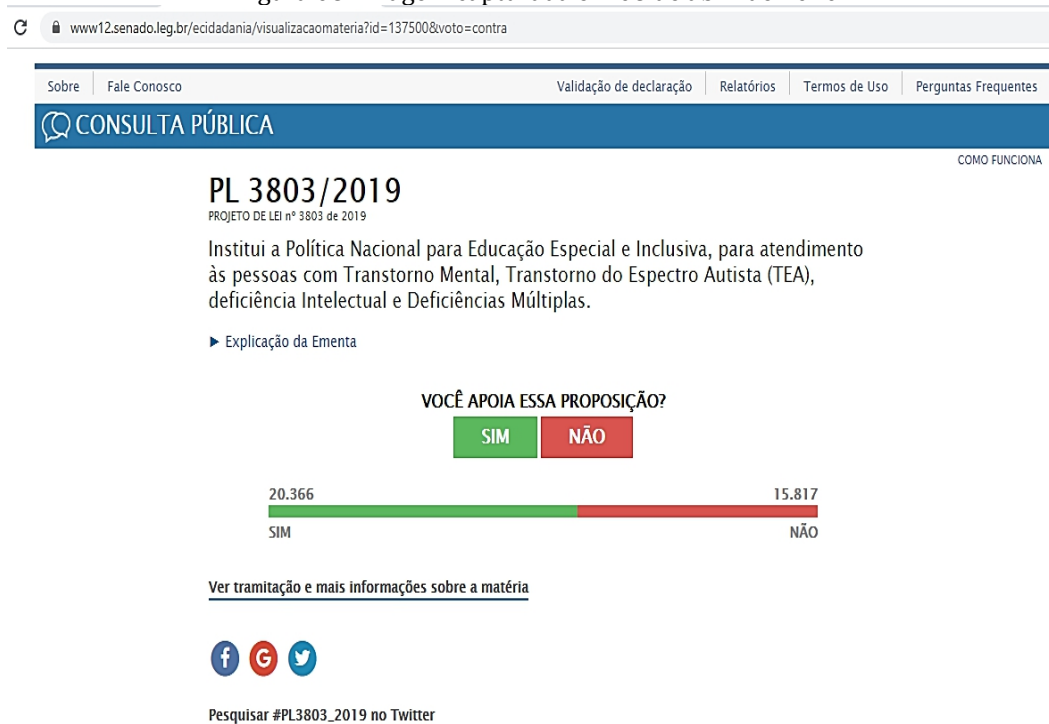 www12.senado.leg.br/ecidadania/visualizacaomateria?id=137500&voto=contra
Sobre Fale Conosco Validação de declaração Relatórios Termos de Uso Perguntas Frequentes
CONSULTA PÚBLICA
COMO FUNCIONA
PL 3803/2019
PROJETO DE LEI nº 3803 de 2019
Institui a Política Nacional para Educação Especial e Inclusiva, para atendimento
às pessoas com Transtorno Mental, Transtorno do Espectro Autista (TEA),
deficiência Intelectual e Deficiências Múltiplas.
Explicação da Ementa
VOCÊ APOIA ESSA PROPOSIÇÃO?
SIM NÃO
20.366 15.817
SIM NÃO
Ver tramitação e mais informações sobre a matéria
Pesquisar #PL3803_2019 no Twitter